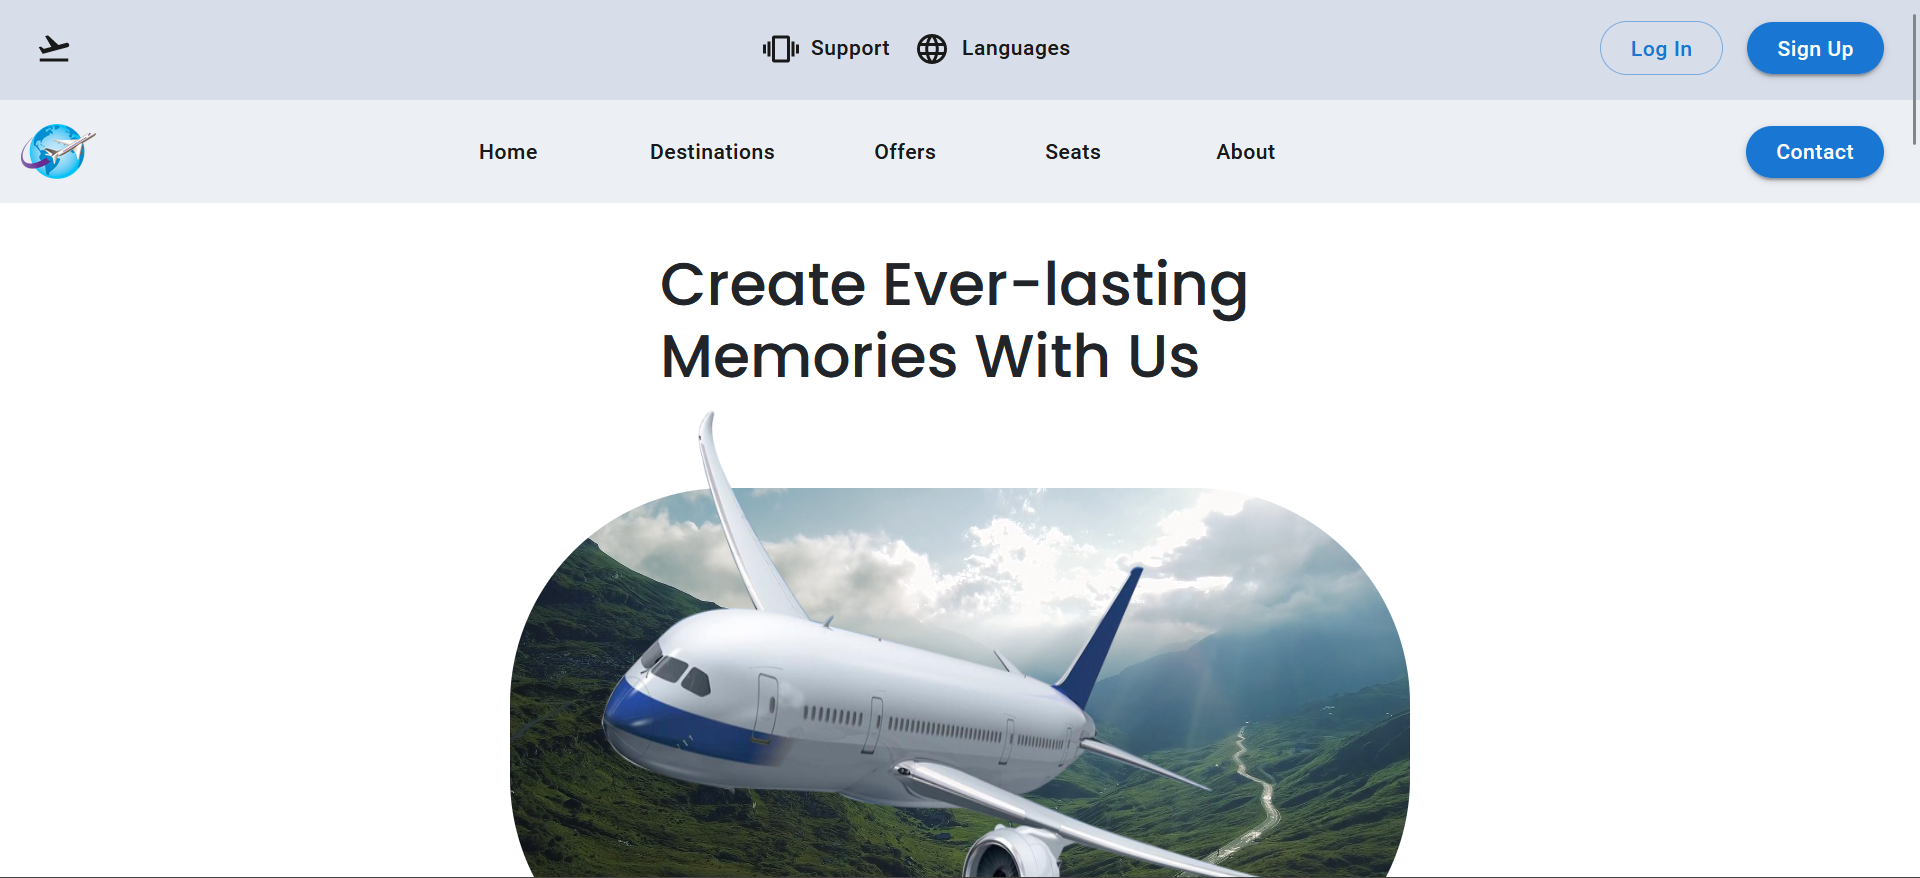 Support Languages Log In Sign Up
Home Destinations Offers Seats About Contact
Create Ever-lasting
Memories With Us